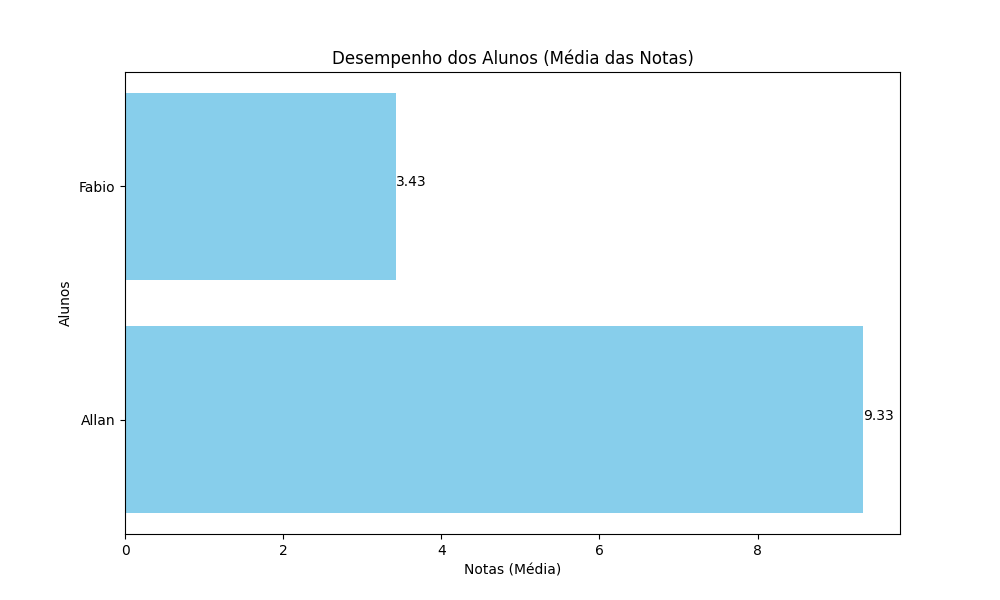 Desempenho dos Alunos (Média das Notas)
Fabio
3.43
Alunos
Allan
9.33
0 2 4 6 8
Notas (Média)